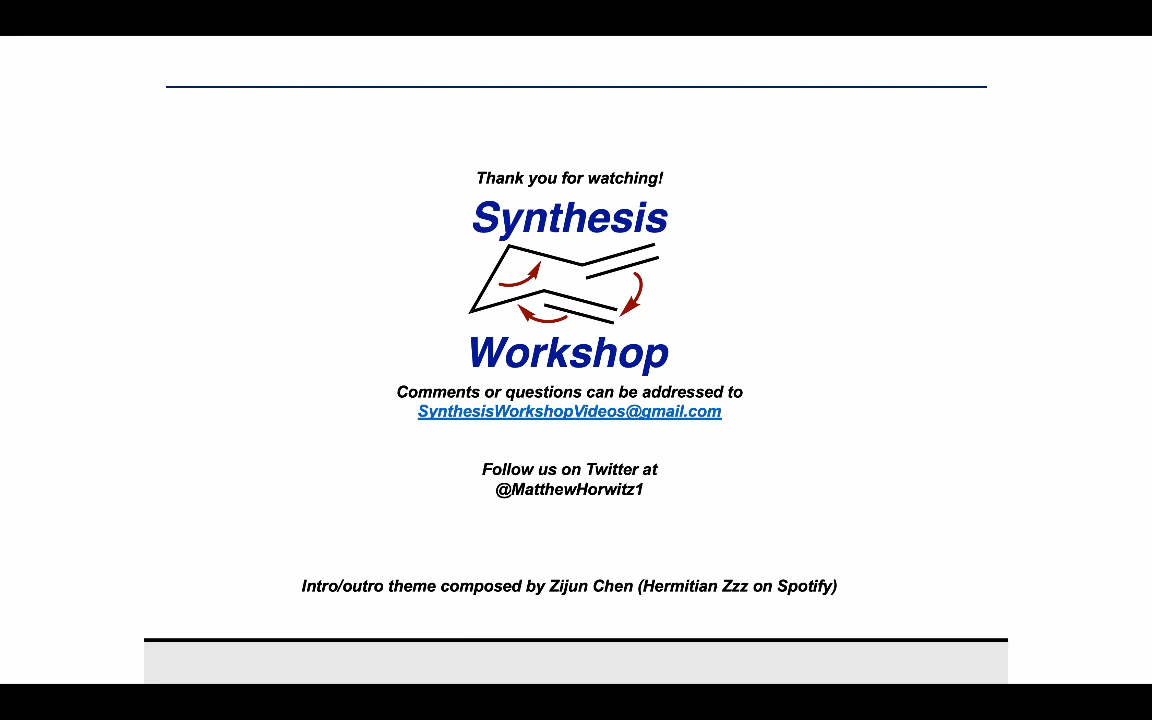 Thank you for watching!
Synthesis
Workshop
Comments or questions can be addressed to
SynthesisWorkshopVideos@gmail.com
Follow us on Twitter at
@MatthewHorwitz1
Intro/outro theme composed by Zijun Chen (Hermitian Zzz on Spotify)